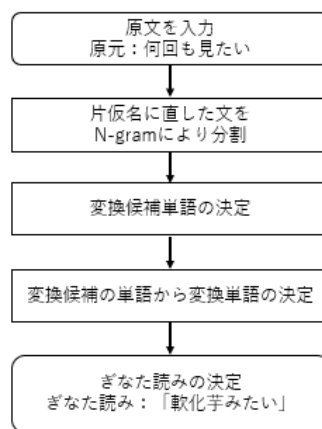 原文を入力
原元：何回も見たい
片仮名に直した文を
N-gramにより分割
変換候補単語の決定
変換候補の単語から変換単語の決定
ぎなた読みの決定
ぎなた読み：「軟化芋みたい」